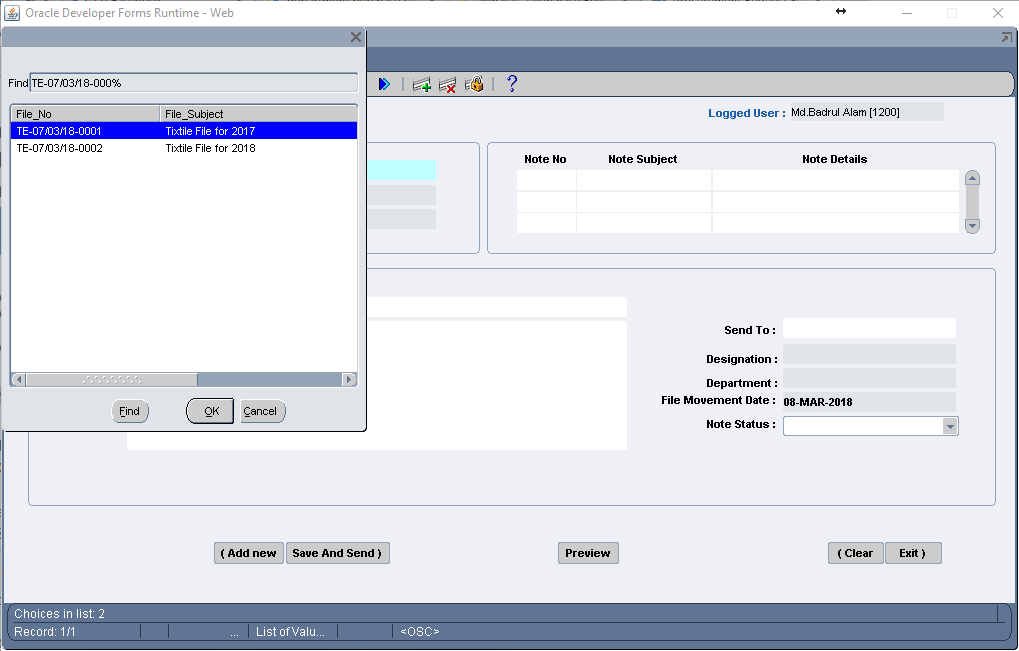 Oracle Developer Forms Runtime - Web
Find TE-07/03/18-000%
File_No File_Subject
TE-07/03/18-0001 Tixtile File for 2017
TE-07/03/18-0002 Tixtile File for 2018
Find OK Cancel
?
Logged User : Md.Badrul Alam [1200]
Note No Note Subject Note Details
Send To :
Designation :
Department :
File Movement Date : 08-MAR-2018
Note Status :
( Add new Save And Send ) Preview ( Clear Exit )
Choices in list: 2
Record: 1/1 ... List of Valu... <OSC>